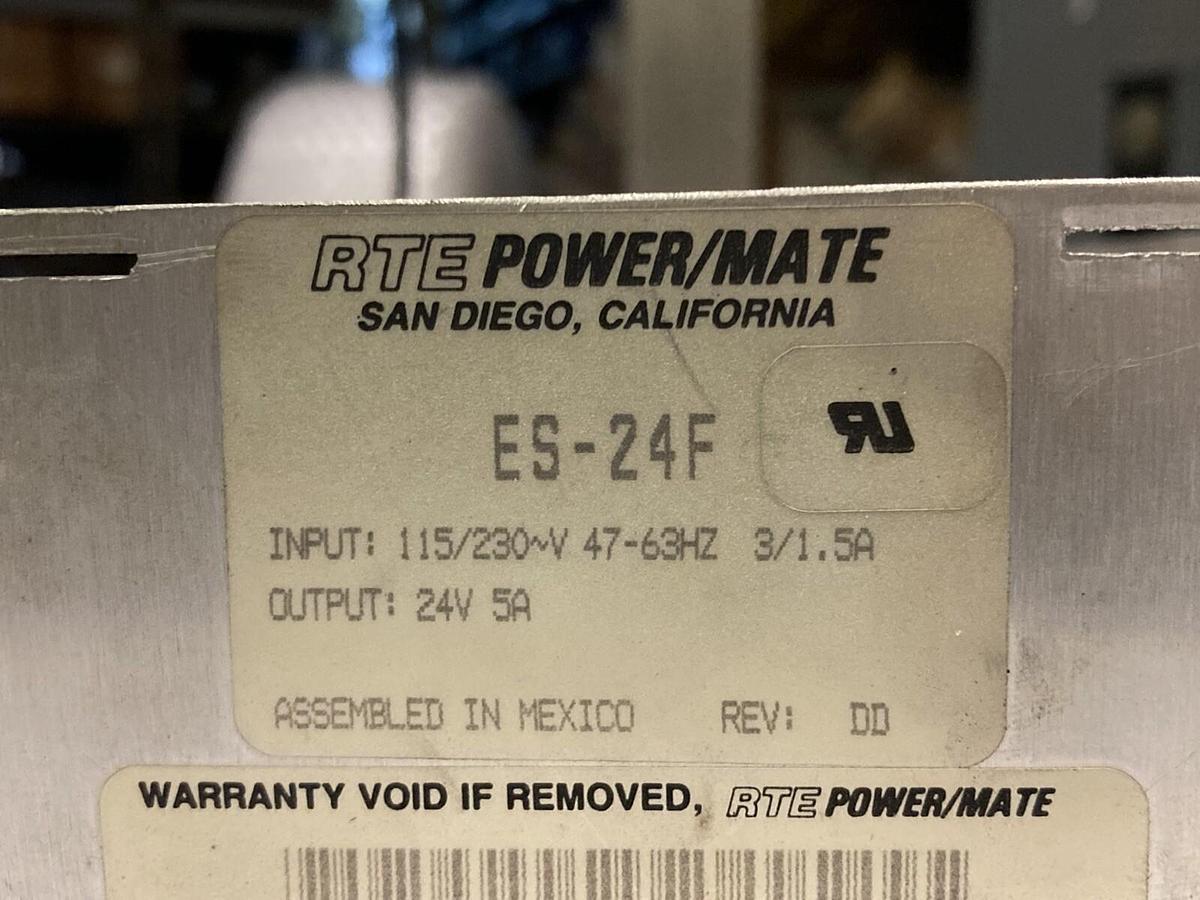 RTE POWER/MATE
SAN DIEGO, CALIFORNIA
ES-24F
RU
INPUT: 115/230~V 47-63HZ 3/1.5A
OUTPUT: 24V 5A
ASSEMBLED IN MEXICO REV: DD
WARRANTY VOID IF REMOVED, RTE POWER/MATE